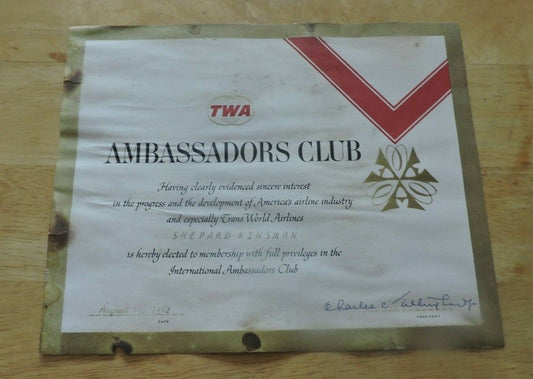 TWA
AMBASSADORS CLUB
Having clearly evidenced sincere interest
in the progress and the development of America's airline industry
and especially Trans World Airlines
SHEPARD KINSMAN
is hereby elected to membership with full privileges in the
International Ambassadors Club
August
DATE
Charles C.
PRESIDENT